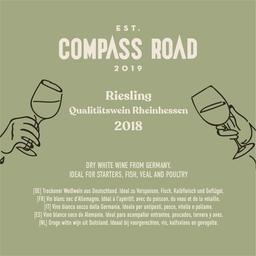 EST.
COMPASS ROAD
2019
Riesling
Qualitätswein Rheinhessen
2018
DRY WHITE WINE FROM GERMANY.
IDEAL FOR STARTERS, FISH, VEAL AND POULTRY
[DE] Trockener Weißwein aus Deutschland. Ideal zu Vorspeisen, Fisch, Kalbfleisch und Geflügel.
[FR] Vin blanc sec d'Allemagne. Idéal à l'apéritif, avec du poisson, du veau et de la volaille.
[IT] Vino bianco secco dalla Germania. Ideale per antipasti, pesce, vitello e pollame.
[ES] Vino blanco seco de Alemania. Ideal para acompañar entrantes, pescados, ternera y aves.
[NL] Droge witte wijn uit Duitsland. Ideaal bij voorgerechten, vis, kalfsvlees en gevogelte.